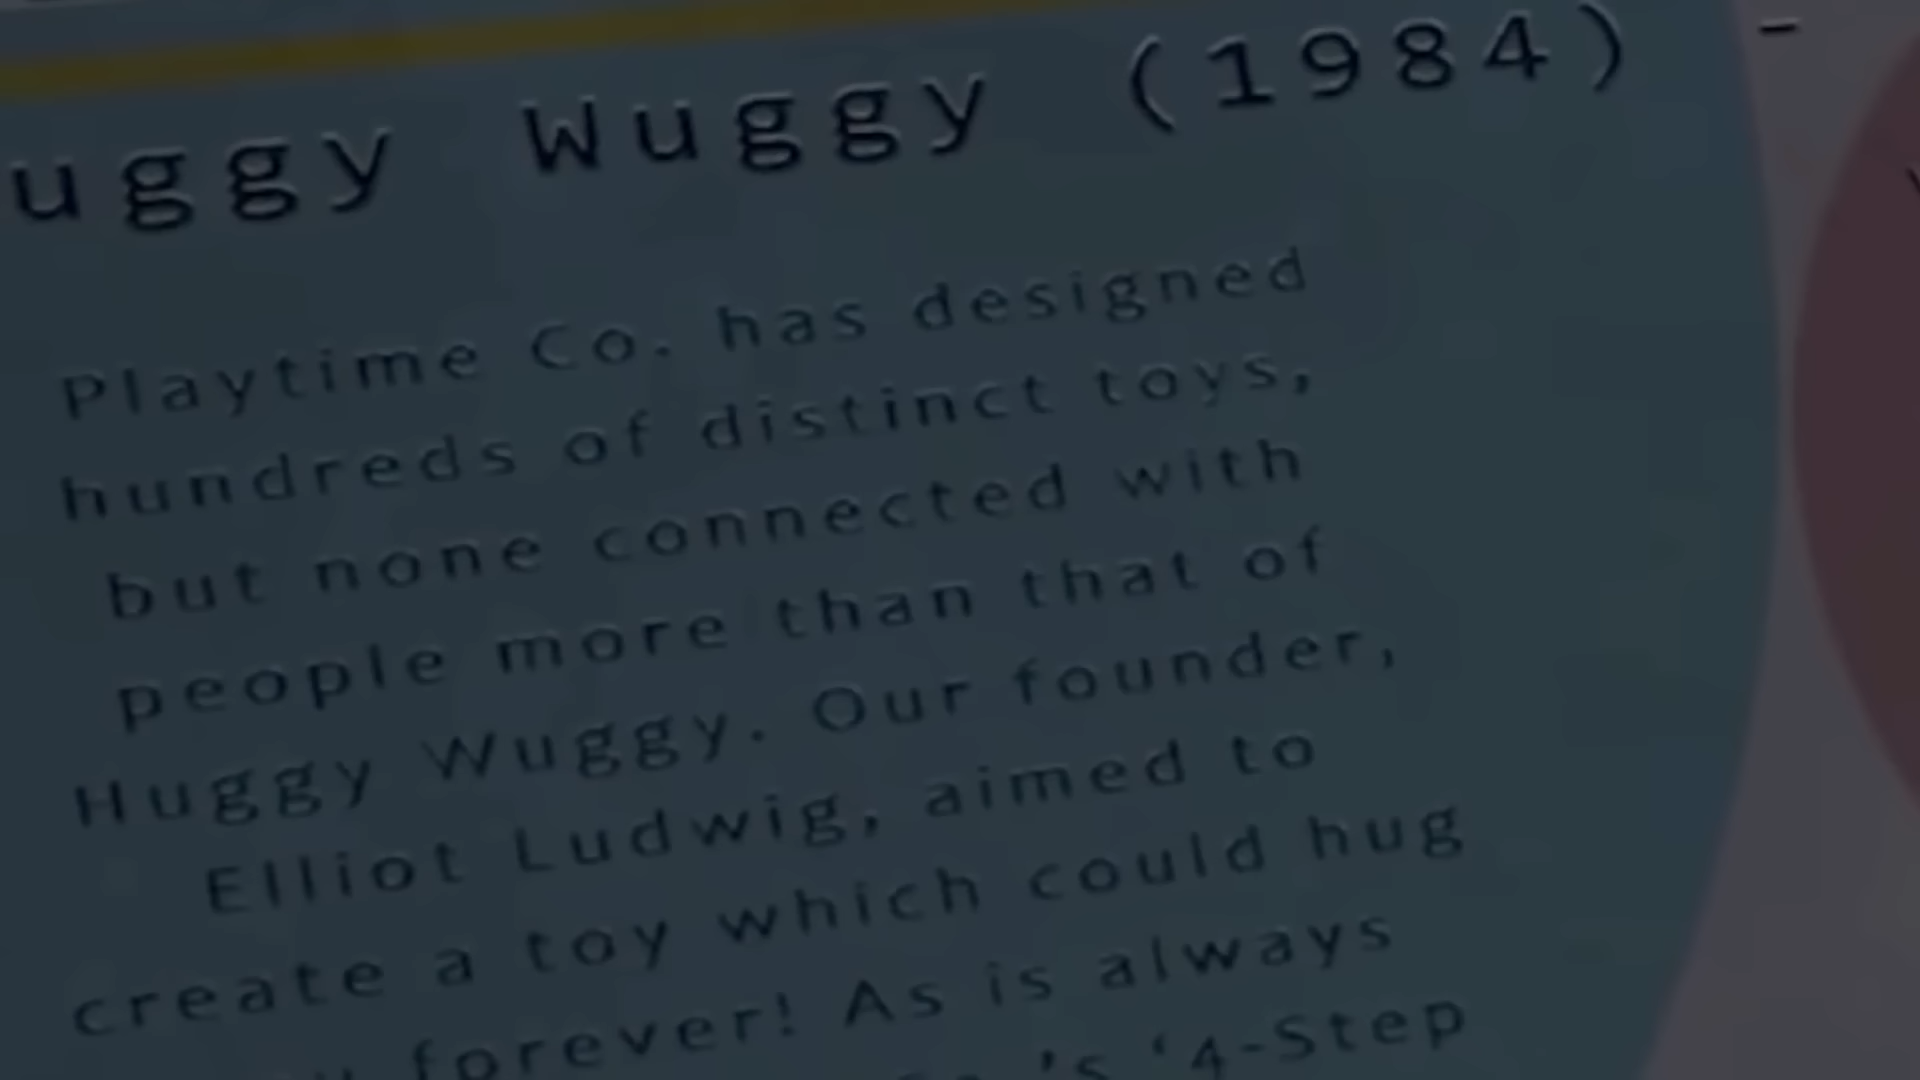 uggy Wuggy (1984) -
Playtime Co. has designed
hundreds of distinct toys,
but none connected with
people more than that of
Huggy Wuggy. Our founder,
Elliot Ludwig, aimed to
create a toy which could hug
forever! As is always
's ‘4-Step